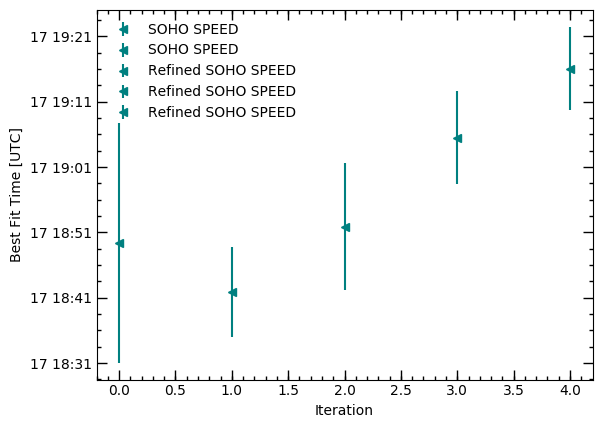 SOHO SPEED
SOHO SPEED
Refined SOHO SPEED
Refined SOHO SPEED
Refined SOHO SPEED
17 19:21
17 19:11
17 19:01
17 18:51
17 18:41
17 18:31
Best Fit Time [UTC]
0.0 0.5 1.0 1.5 2.0 2.5 3.0 3.5 4.0
Iteration